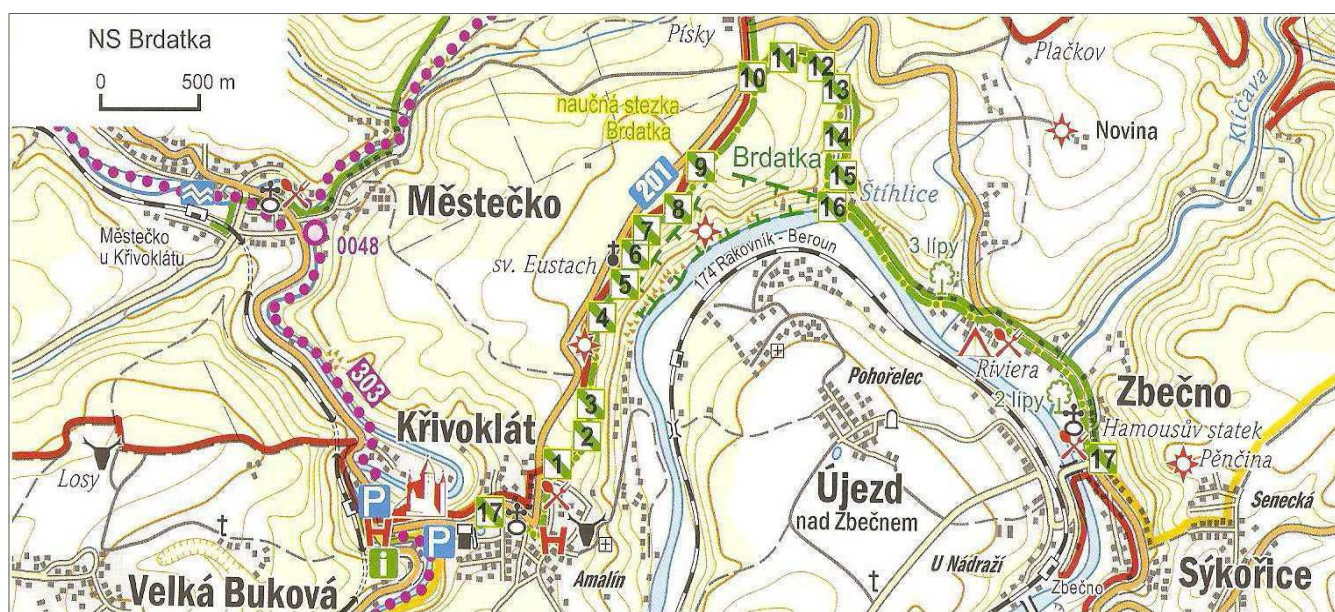 NS Brdatka
0 500 m
Písky
Plačkov
Klíčava
10
11
12
13
naučná stezka
Brdatka
Novina
14
9
Brdatka
15
201
Štíhlice
Městečko
8
16
7
Městečko
u Křivoklátu
0048
6
sv. Eustach
174 Rakovník - Beroun
3 lípy
5
4
303
Riviera
Pohořelec
Zbečno
3
2 lípy
Křivoklát
Hamousův statek
2
17
Pěnčina
1
Losy
Újezd
nad Zbečnem
Senecká
P
17
P
i
U Nádraží
Velká Buková
Amalín
Zbečno
Sýkořice